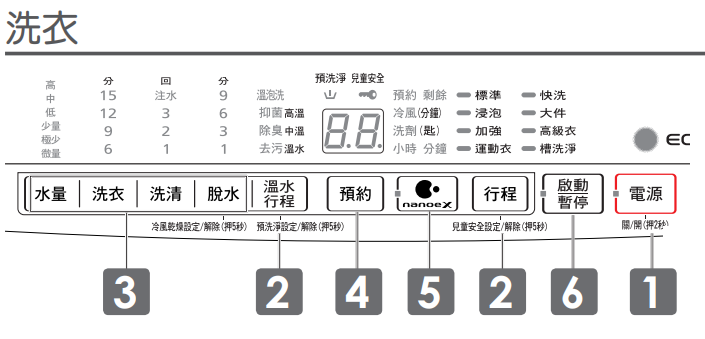 洗衣
預洗淨 兒童安全
高 分 回 分
中 15 注水 9 溫泡洗 預約 剩餘 標準 快洗
低 12 3 6 抑菌高溫 8.8. 冷風(分鐘) 浸泡 大件
少量 9 2 3 除臭中溫 洗劑(匙) 加強 高級衣
極少
微量 6 1 1 去污溫水 小時 分鐘 運動衣 槽洗淨
水量 洗衣 洗清 脫水 溫水行程 預約 nanoeX 行程 啟動暫停 電源
冷風乾燥設定/解除(押5秒) 預洗淨設定/解除(押5秒) 兒童安全設定/解除(押5秒) 關/開(押2秒)
3 2 4 5 2 6 1